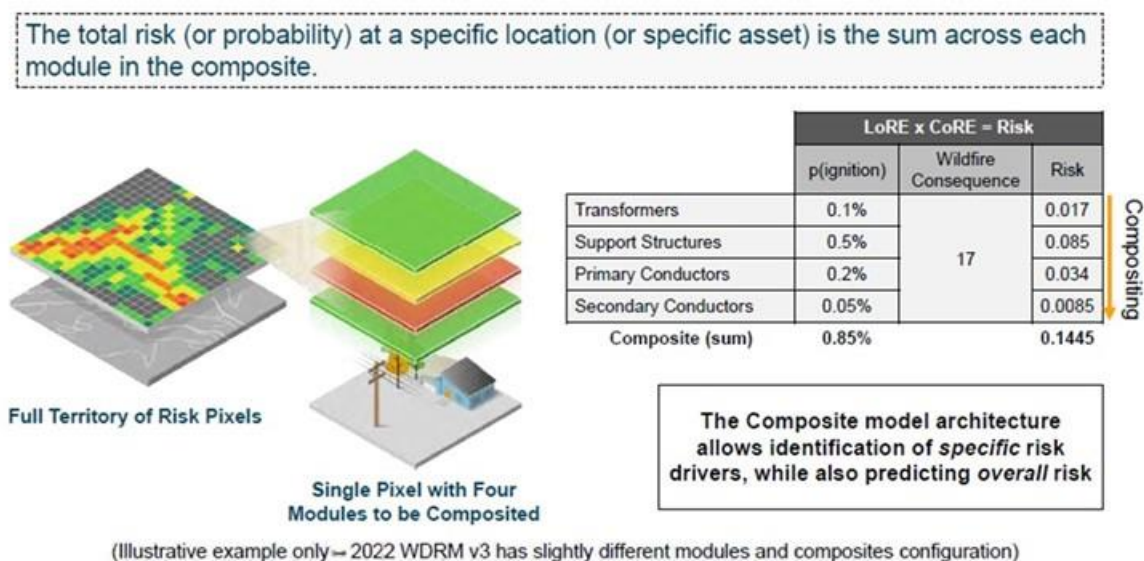 The total risk (or probability) at a specific location (or specific asset) is the sum across each
module in the composite.
LoRE x CoRE = Risk
p(ignition) Wildfire Consequence Risk
Transformers 0.1% 17 0.017
Support Structures 0.5% 0.085
Primary Conductors 0.2% 0.034
Secondary Conductors 0.05% 0.0085
Composite (sum) 0.85% 0.1445
Compositing
Full Territory of Risk Pixels
Single Pixel with Four
Modules to be Composited
The Composite model architecture
allows identification of specific risk
drivers, while also predicting overall risk
(Illustrative example only – 2022 WDRM v3 has slightly different modules and composites configuration)